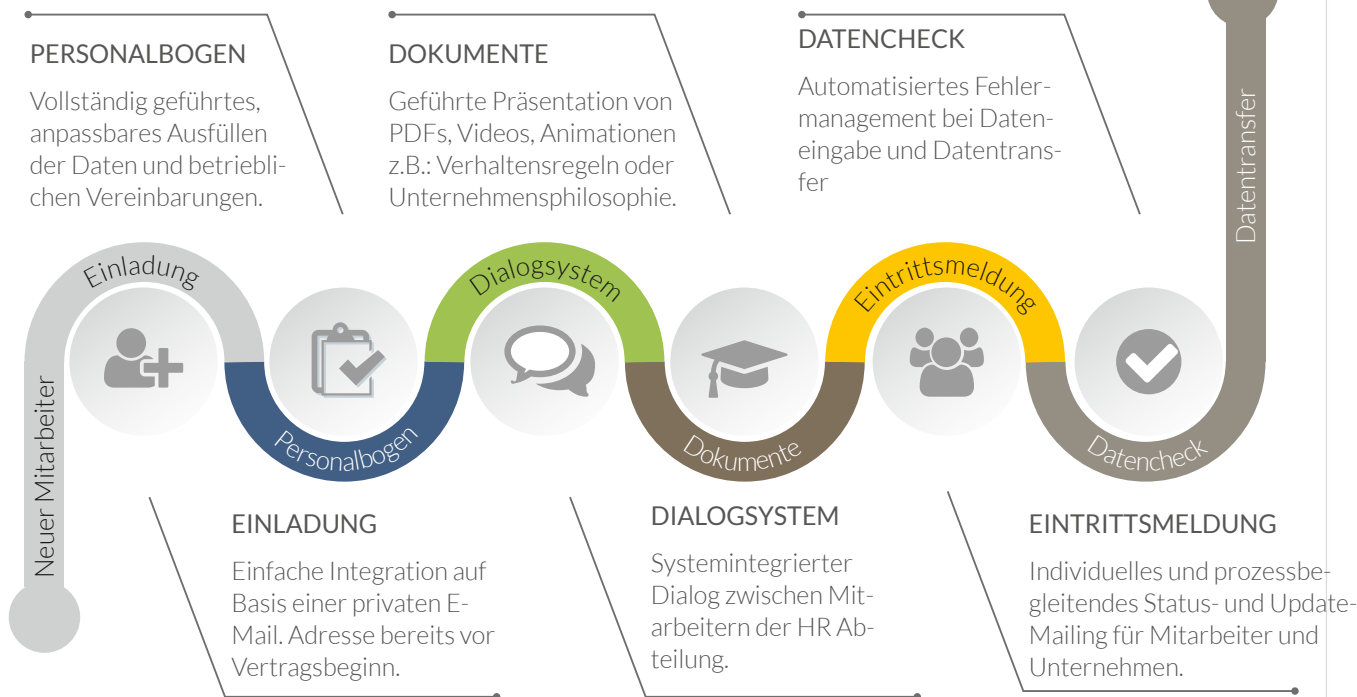 PERSONALBOGEN
Vollständig geführtes,
anpassbares Ausfüllen
der Daten und betriebli-
chen Vereinbarungen.
DOKUMENTE
Geführte Präsentation von
PDFs, Videos, Animationen
z.B.: Verhaltensregeln oder
Unternehmensphilosophie.
DATENCHECK
Automatisiertes Fehler-
management bei Daten-
eingabe und Datentrans-
fer
Neuer Mitarbeiter
Einladung
Personalbogen
Dialogsystem
Dokumente
Eintrittsmeldung
Datencheck
Datentransfer
EINLADUNG
Einfache Integration auf
Basis einer privaten E-
Mail. Adresse bereits vor
Vertragsbeginn.
DIALOGSYSTEM
Systemintegrierter
Dialog zwischen Mit-
arbeitern der HR Ab-
teilung.
EINTRITTSMELDUNG
Individuelles und prozessbe-
gleitendes Status- und Update-
Mailing für Mitarbeiter und
Unternehmen.